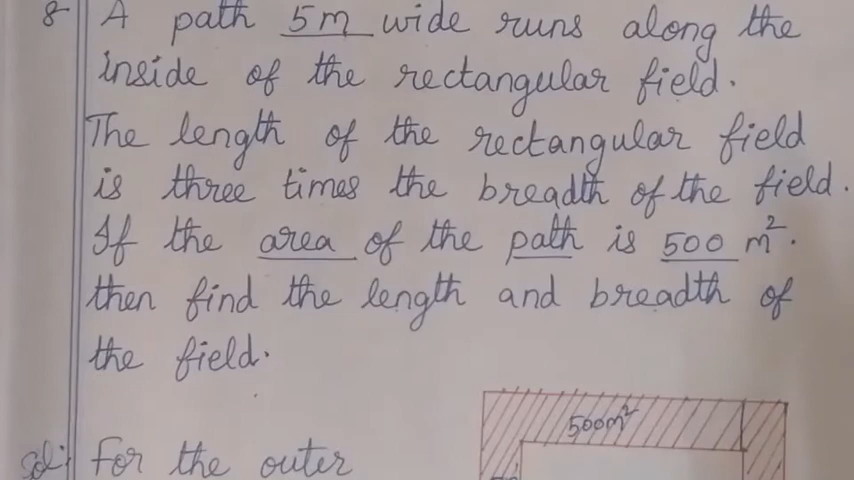 8- A path 5m wide runs along the
inside of the rectangular field.
The length of the rectangular field
is three times the breadth of the field.
If the area of the path is 500 m².
then find the length and breadth of
the field.
500m²
Sol: For the outer